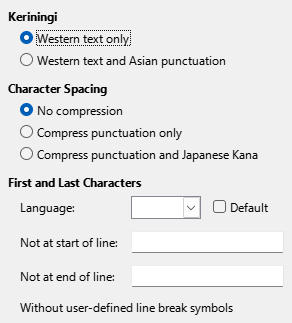 Keriningi
Western text only
Western text and Asian punctuation
Character Spacing
No compression
Compress punctuation only
Compress punctuation and Japanese Kana
First and Last Characters
Language:
Default
Not at start of line:
Not at end of line:
Without user-defined line break symbols